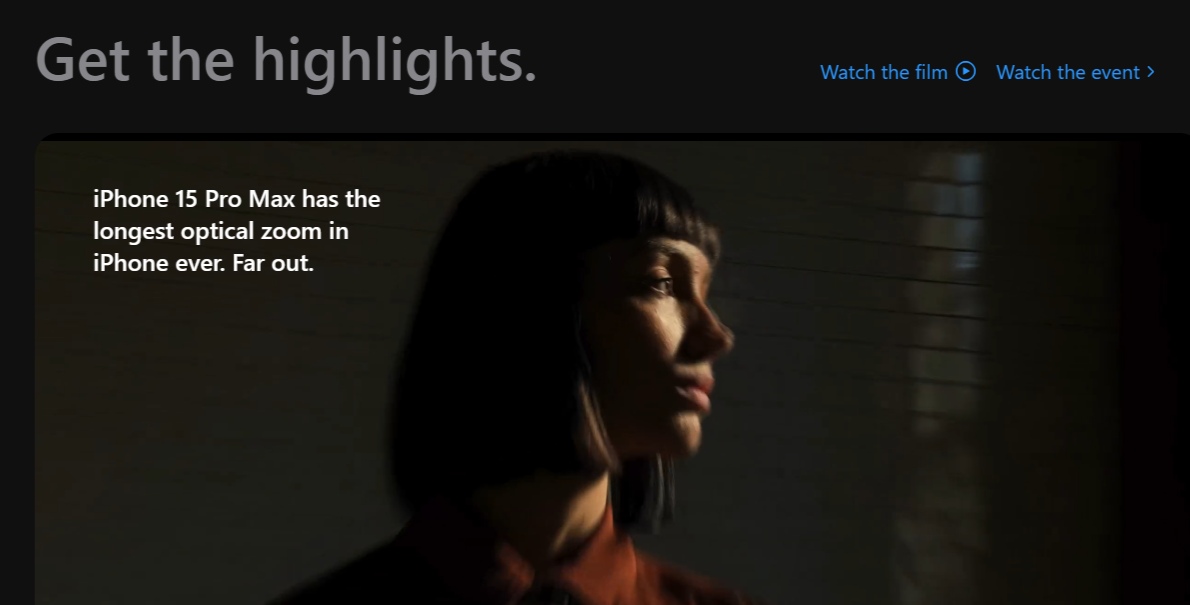 Get the highlights.
Watch the film
Watch the event
iPhone 15 Pro Max has the
longest optical zoom in
iPhone ever. Far out.